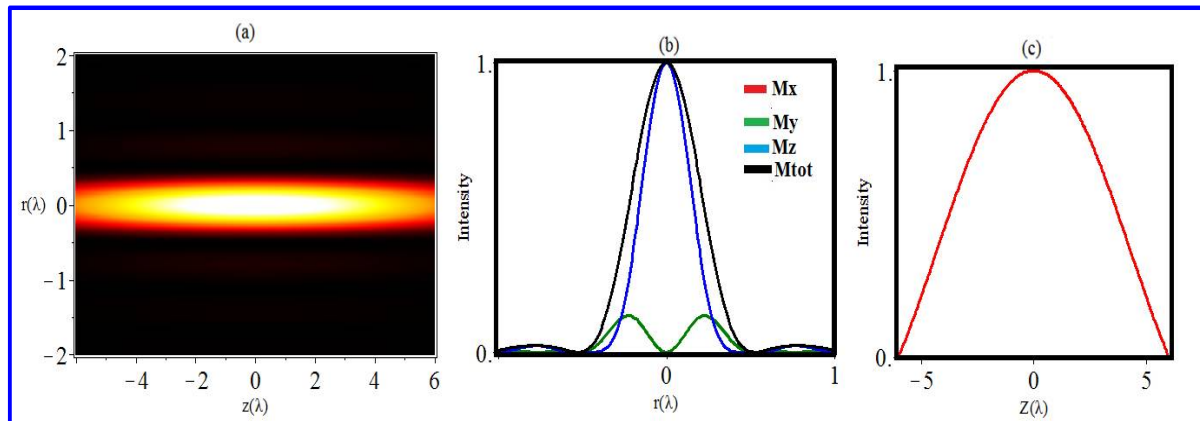 (a)
2
1
r(λ) 0
−1
−2
−4 −2 0 2 4 6
z(λ)
(b)
1.
Intensity
0.
0 1
r(λ)
Mx
My
Mz
Mtot
(c)
1.
Intensity
0.
−5 0 5
Z(λ)